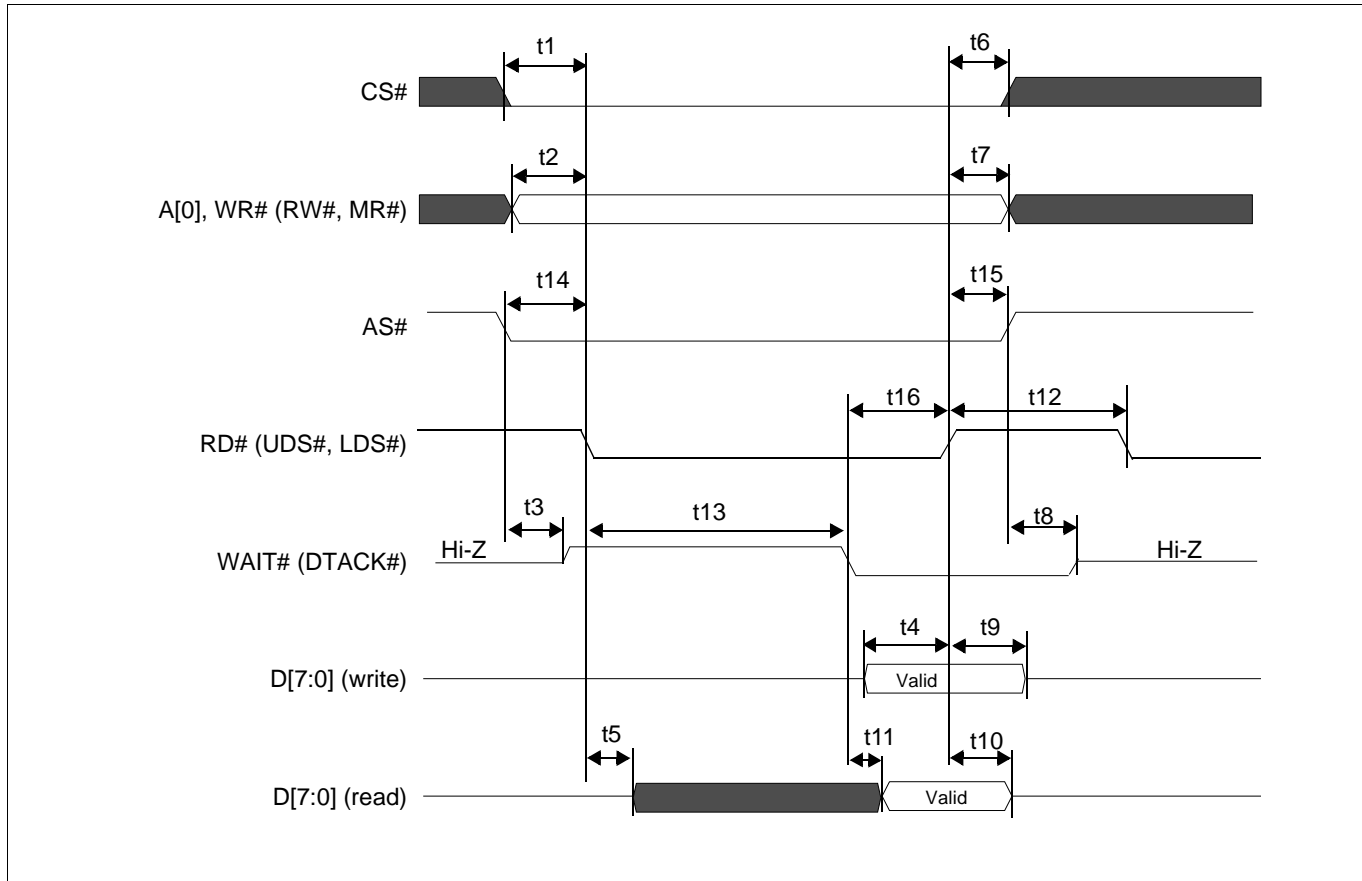 t1
t6
CS#
t2
t7
A[0], WR# (RW#, MR#)
t14
t15
AS#
t16
t12
RD# (UDS#, LDS#)
t3
t13
t8
Hi-Z
Hi-Z
WAIT# (DTACK#)
t4
t9
D[7:0] (write)
Valid
t5
t11
t10
D[7:0] (read)
Valid